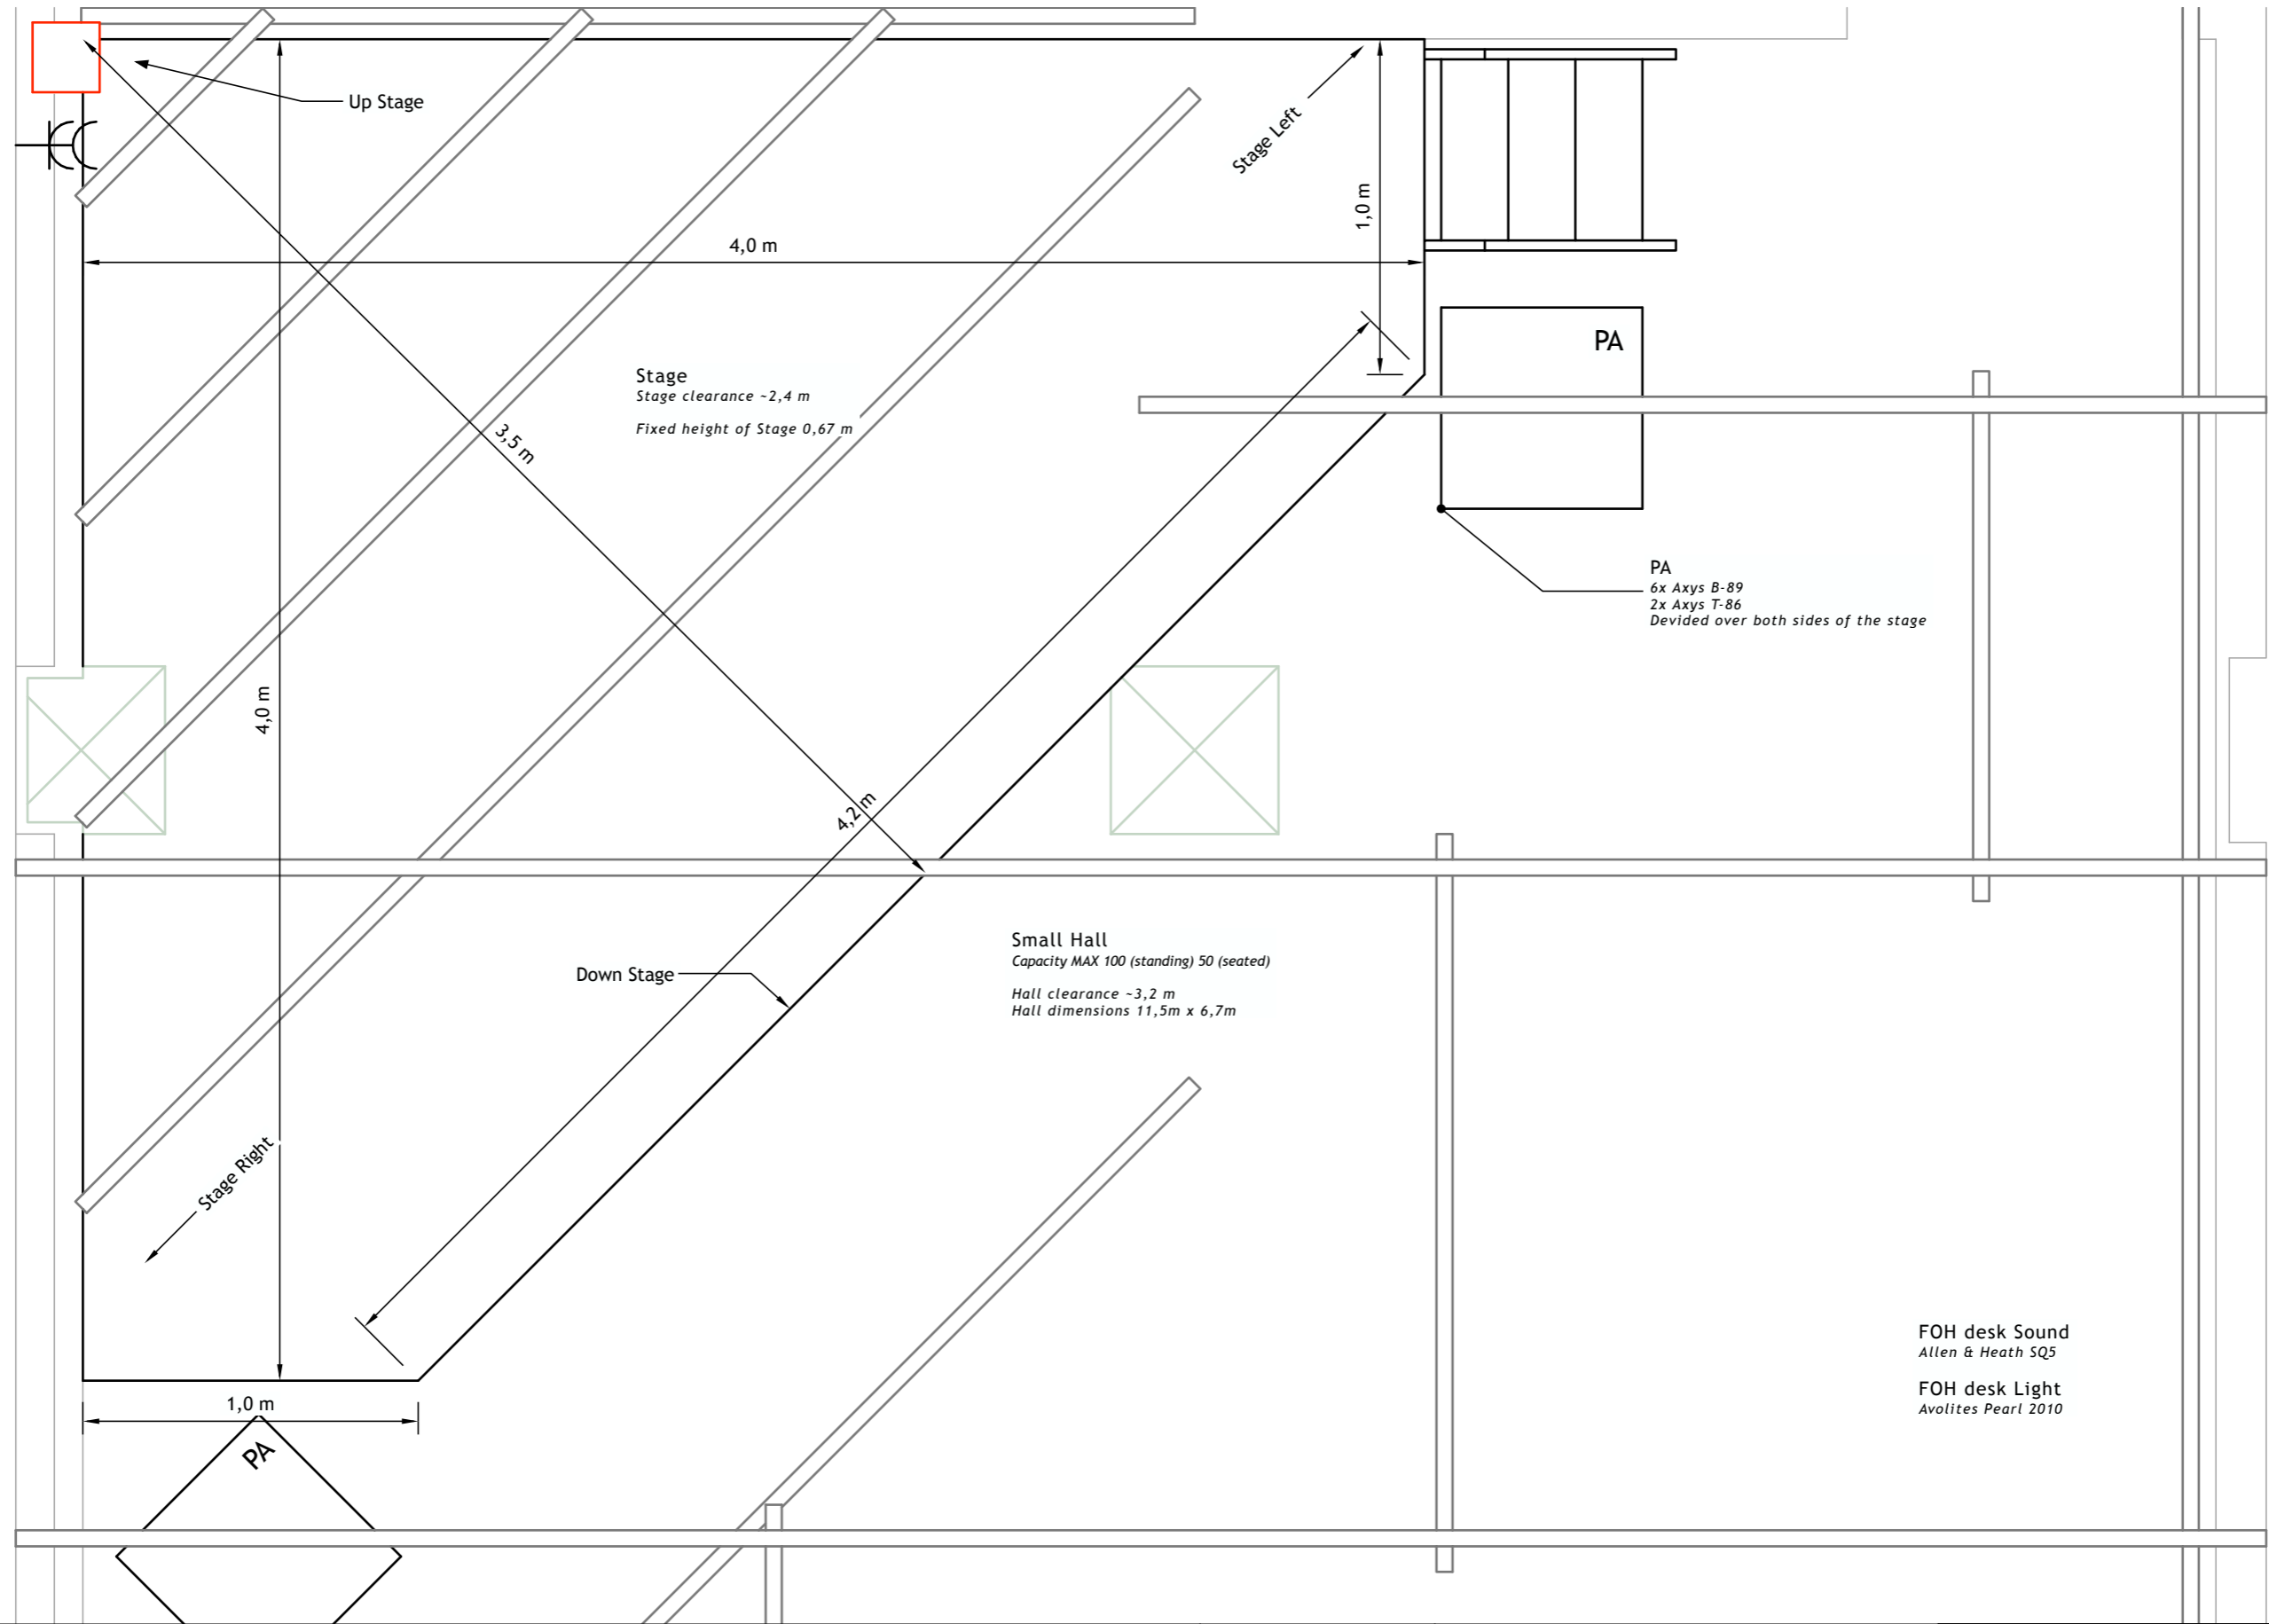 Up Stage
Stage Left
1,0 m
4,0 m
PA
Stage
Stage clearance ~2,4 m
Fixed height of Stage 0,67 m
3,5 m
PA
6x Axys B-89
2x Axys T-86
Devided over both sides of the stage
4,0 m
4,2 m
Down Stage
Small Hall
Capacity MAX 100 (standing) 50 (seated)
Hall clearance ~3,2 m
Hall dimensions 11,5m x 6,7m
Stage Right
FOH desk Sound
Allen & Heath SQ5
FOH desk Light
Avolites Pearl 2010
1,0 m
PA